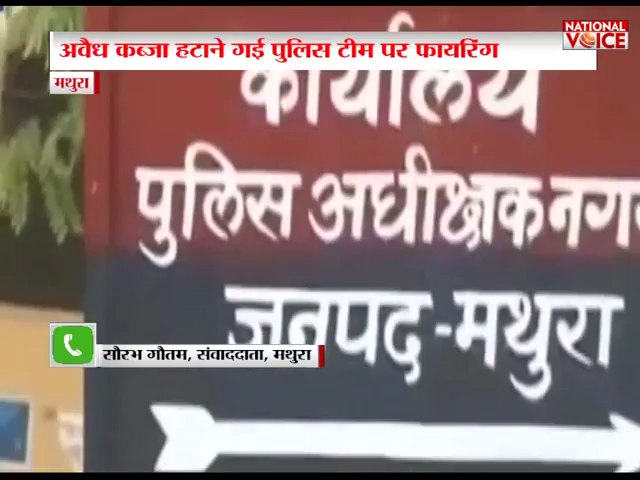 अवैध कब्जा हटाने गई पुलिस टीम पर फायरिंग
NATIONAL VOICE
मथुरा
कार्यालय
पुलिस अधीक्षक नगर
जनपद-मथुरा
सौरभ गौतम, संवाददाता, मथुरा